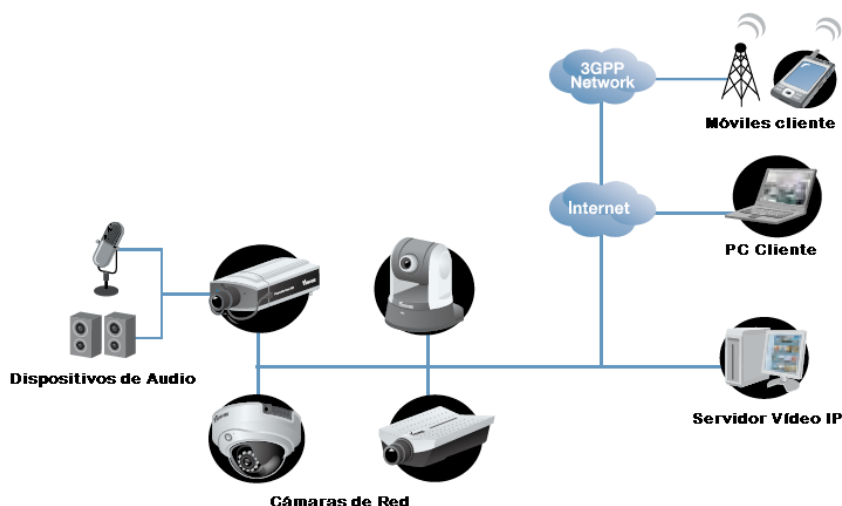 3GPP
Network
Móviles cliente
Internet
PC Cliente
Dispositivos de Audio
Servidor Vídeo IP
Cámaras de Red